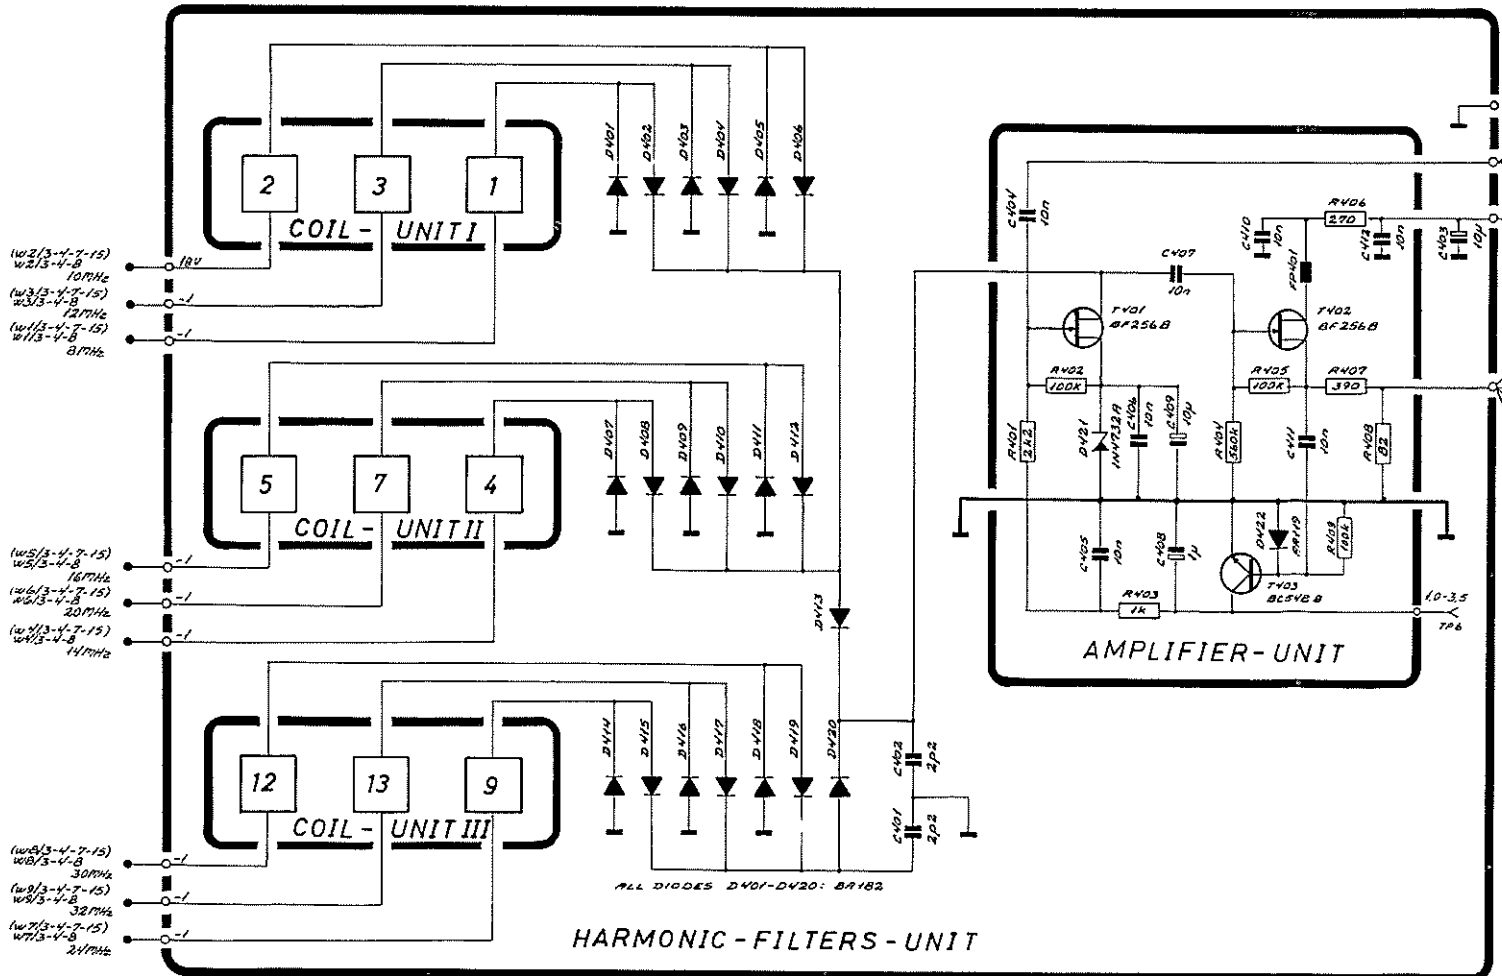 D401
D402
D403
D404
D405
D406
2
3
1
COIL- UNIT I
(W2/3-4-7-15)
W2/3-4-8
10MHz
18V
(W3/3-4-7-15)
W3/3-4-8
12MHz
-1
(W1/3-4-7-15)
W1/3-4-8
8MHz
-1
D407
D408
D409
D410
D411
D412
5
7
4
COIL- UNIT II
(W5/3-4-7-15)
W5/3-4-8
16MHz
-1
(W6/3-4-7-15)
W6/3-4-8
20MHz
-1
(W4/3-4-7-15)
W4/3-4-8
14MHz
-1
D413
D414
D415
D416
D417
D418
D419
D420
12
13
9
COIL- UNIT III
(W8/3-4-7-15)
W8/3-4-8
30MHz
-1
(W9/3-4-7-15)
W9/3-4-8
32MHz
-1
(W7/3-4-7-15)
W7/3-4-8
24MHz
-1
C402
2p2
C401
2p2
ALL DIODES D401-D420: BA182
HARMONIC-FILTERS-UNIT
C404
10n
C407
10n
C410
10n
R406
270
C412
10n
C403
10µ
FP401
T401
BF256B
T402
BF256B
R402
100K
R405
100K
R407
390
R401
2k2
D421
1N4732A
C406
10n
C409
10µ
R404
560k
C411
10n
R408
82
C405
10n
C408
1µ
D422
R409
100k
T403
BC548B
R403
1k
1,0-3,5
TP6
AMPLIFIER-UNIT